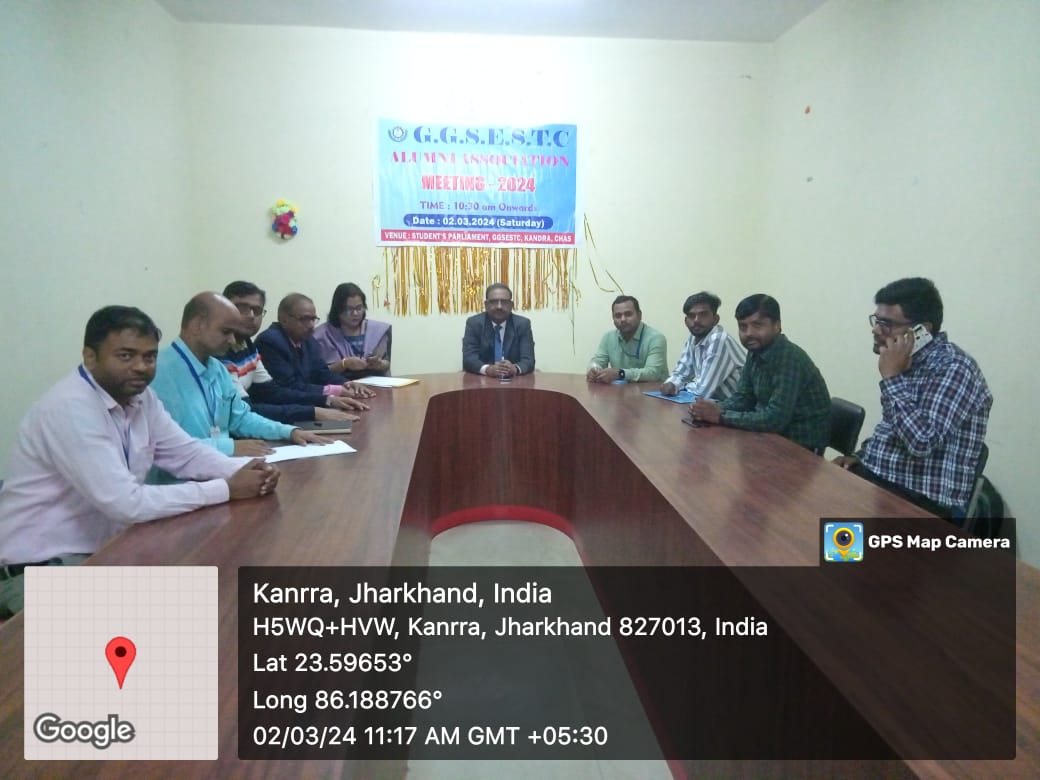 G.G.S.E.S.T.C
ALUMNI ASSOCIATION
MEETING - 2024
TIME : 10:30 am Onwards
Date : 02.03.2024 (Saturday)
VENUE : STUDENT'S PARLIAMENT, GGSESTC, KANDRA, CHAS
GPS Map Camera
Kanrra, Jharkhand, India
H5WQ+HVW, Kanrra, Jharkhand 827013, India
Lat 23.59653°
Long 86.188766°
02/03/24 11:17 AM GMT +05:30
Google